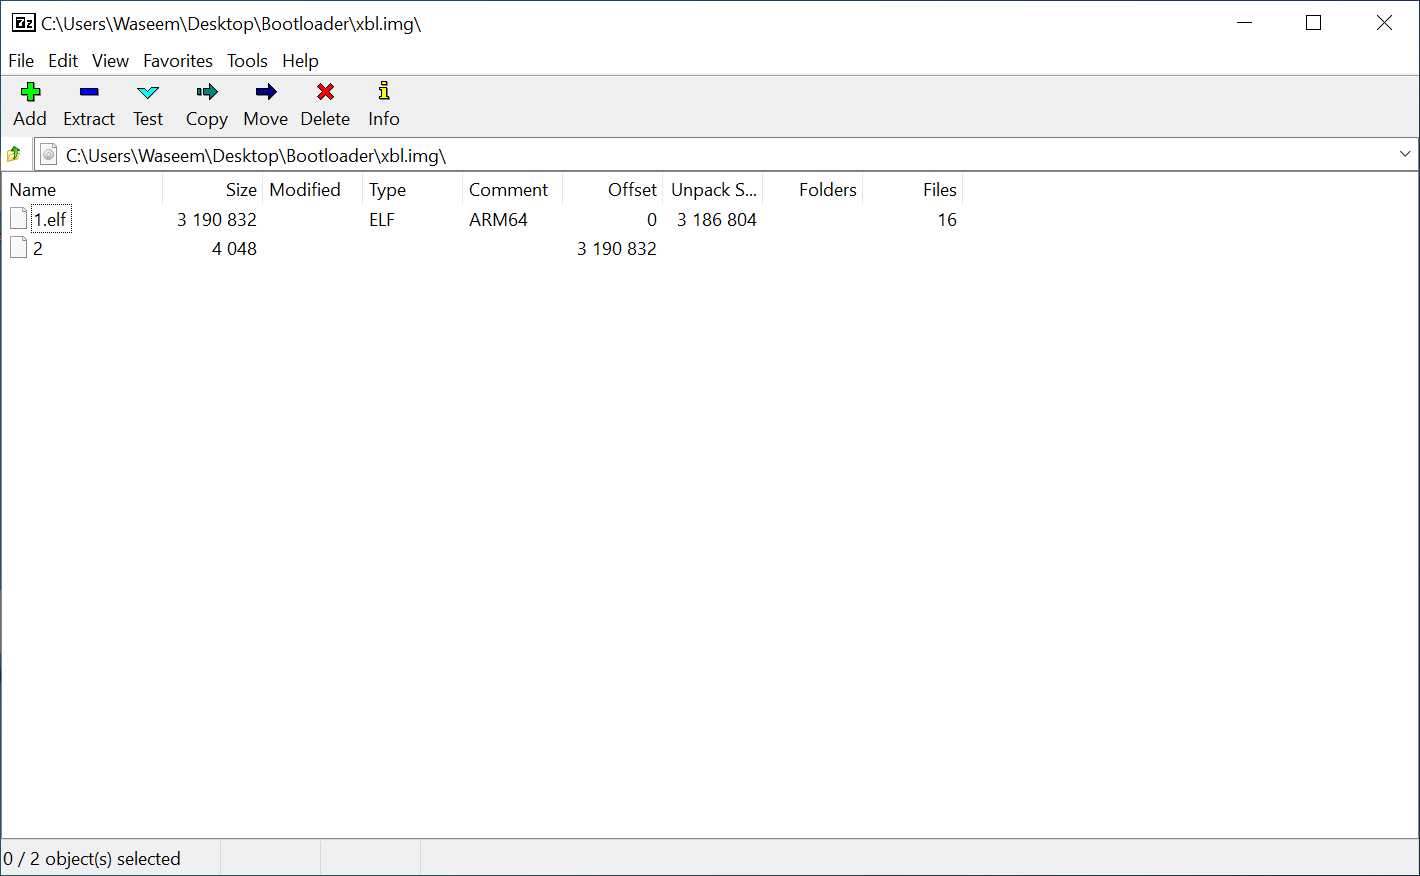 C:\Users\Waseem\Desktop\Bootloader\xbl.img\
File Edit View Favorites Tools Help
Add Extract Test Copy Move Delete Info
C:\Users\Waseem\Desktop\Bootloader\xbl.img\
Name Size Modified Type Comment Offset Unpack S... Folders Files
1.elf 3 190 832 ELF ARM64 0 3 186 804 16
2 4 048 3 190 832
0 / 2 object(s) selected